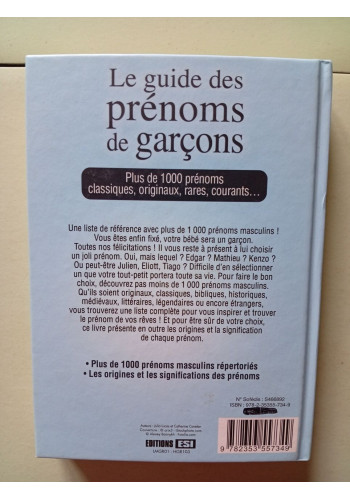 Le guide des
prénoms
de garçons
Plus de 1000 prénoms
classiques, originaux, rares, courants...
Une liste de référence avec plus de 1 000 prénoms masculins !
Vous êtes enfin fixé, votre bébé sera un garçon.
Toutes nos félicitations ! Il vous reste à présent à lui choisir
un joli prénom. Oui, mais lequel ? Edgar ? Mathieu ? Kenzo ?
Ou peut-être Julien, Eliott, Tiago ? Difficile d'en sélectionner
un que votre tout-petit portera toute sa vie. Pour faire le bon
choix, découvrez pas moins de 1 000 prénoms masculins.
Qu'ils soient originaux, classiques, bibliques, historiques,
médiévaux, littéraires, légendaires ou encore étrangers,
vous trouverez une liste complète pour vous inspirer et trouver
le prénom de vos rêves ! Et pour être sûr de votre choix,
ce livre présente en outre les origines et la signification
de chaque prénom.
• Plus de 1000 prénoms masculins répertoriés
• Les origines et les significations des prénoms
N° Sofédis :
ISBN :
ÉDITIONS ESI
9 782353 557349